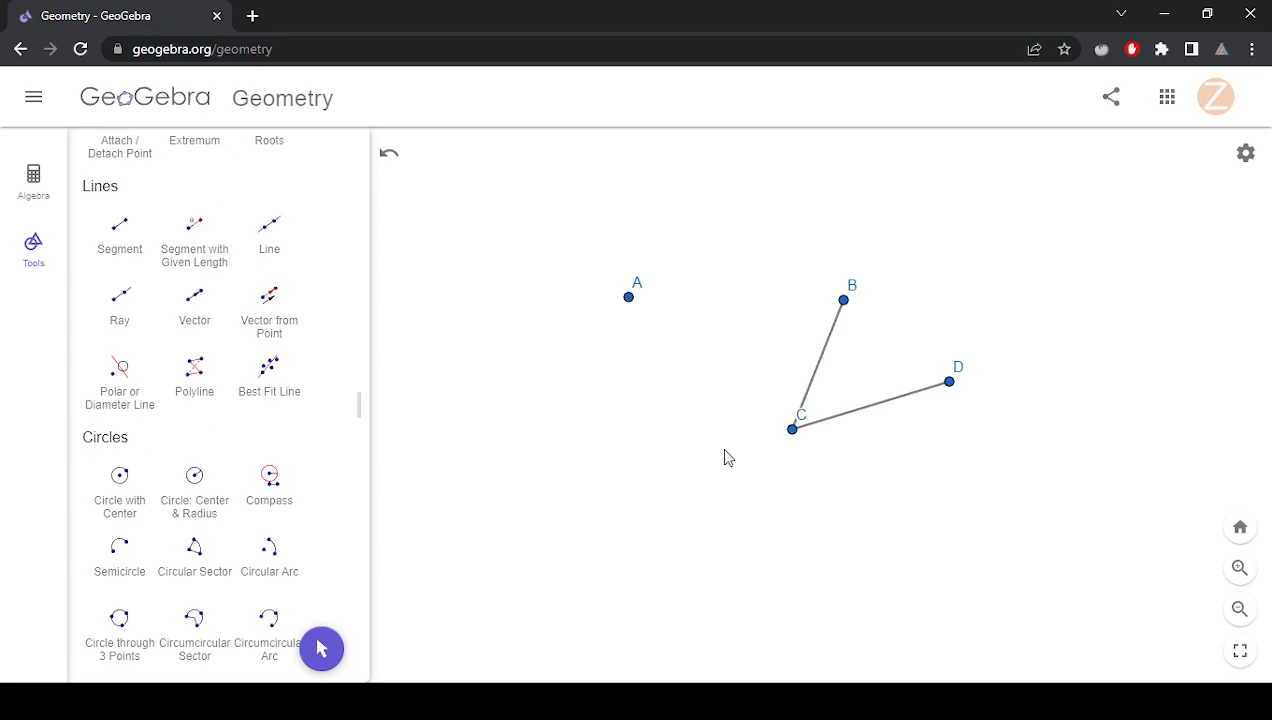 Geometry - GeoGebra
geogebra.org/geometry
GeoGebra Geometry
Z
Algebra
Tools
Attach / Detach Point
Extremum
Roots
Lines
Segment
Segment with Given Length
Line
Ray
Vector
Vector from Point
Polar or Diameter Line
Polyline
Best Fit Line
Circles
Circle with Center
Circle: Center & Radius
Compass
Semicircle
Circular Sector
Circular Arc
Circle through 3 Points
Circumcircular Sector
Circumcircula Arc
A
B
D
C